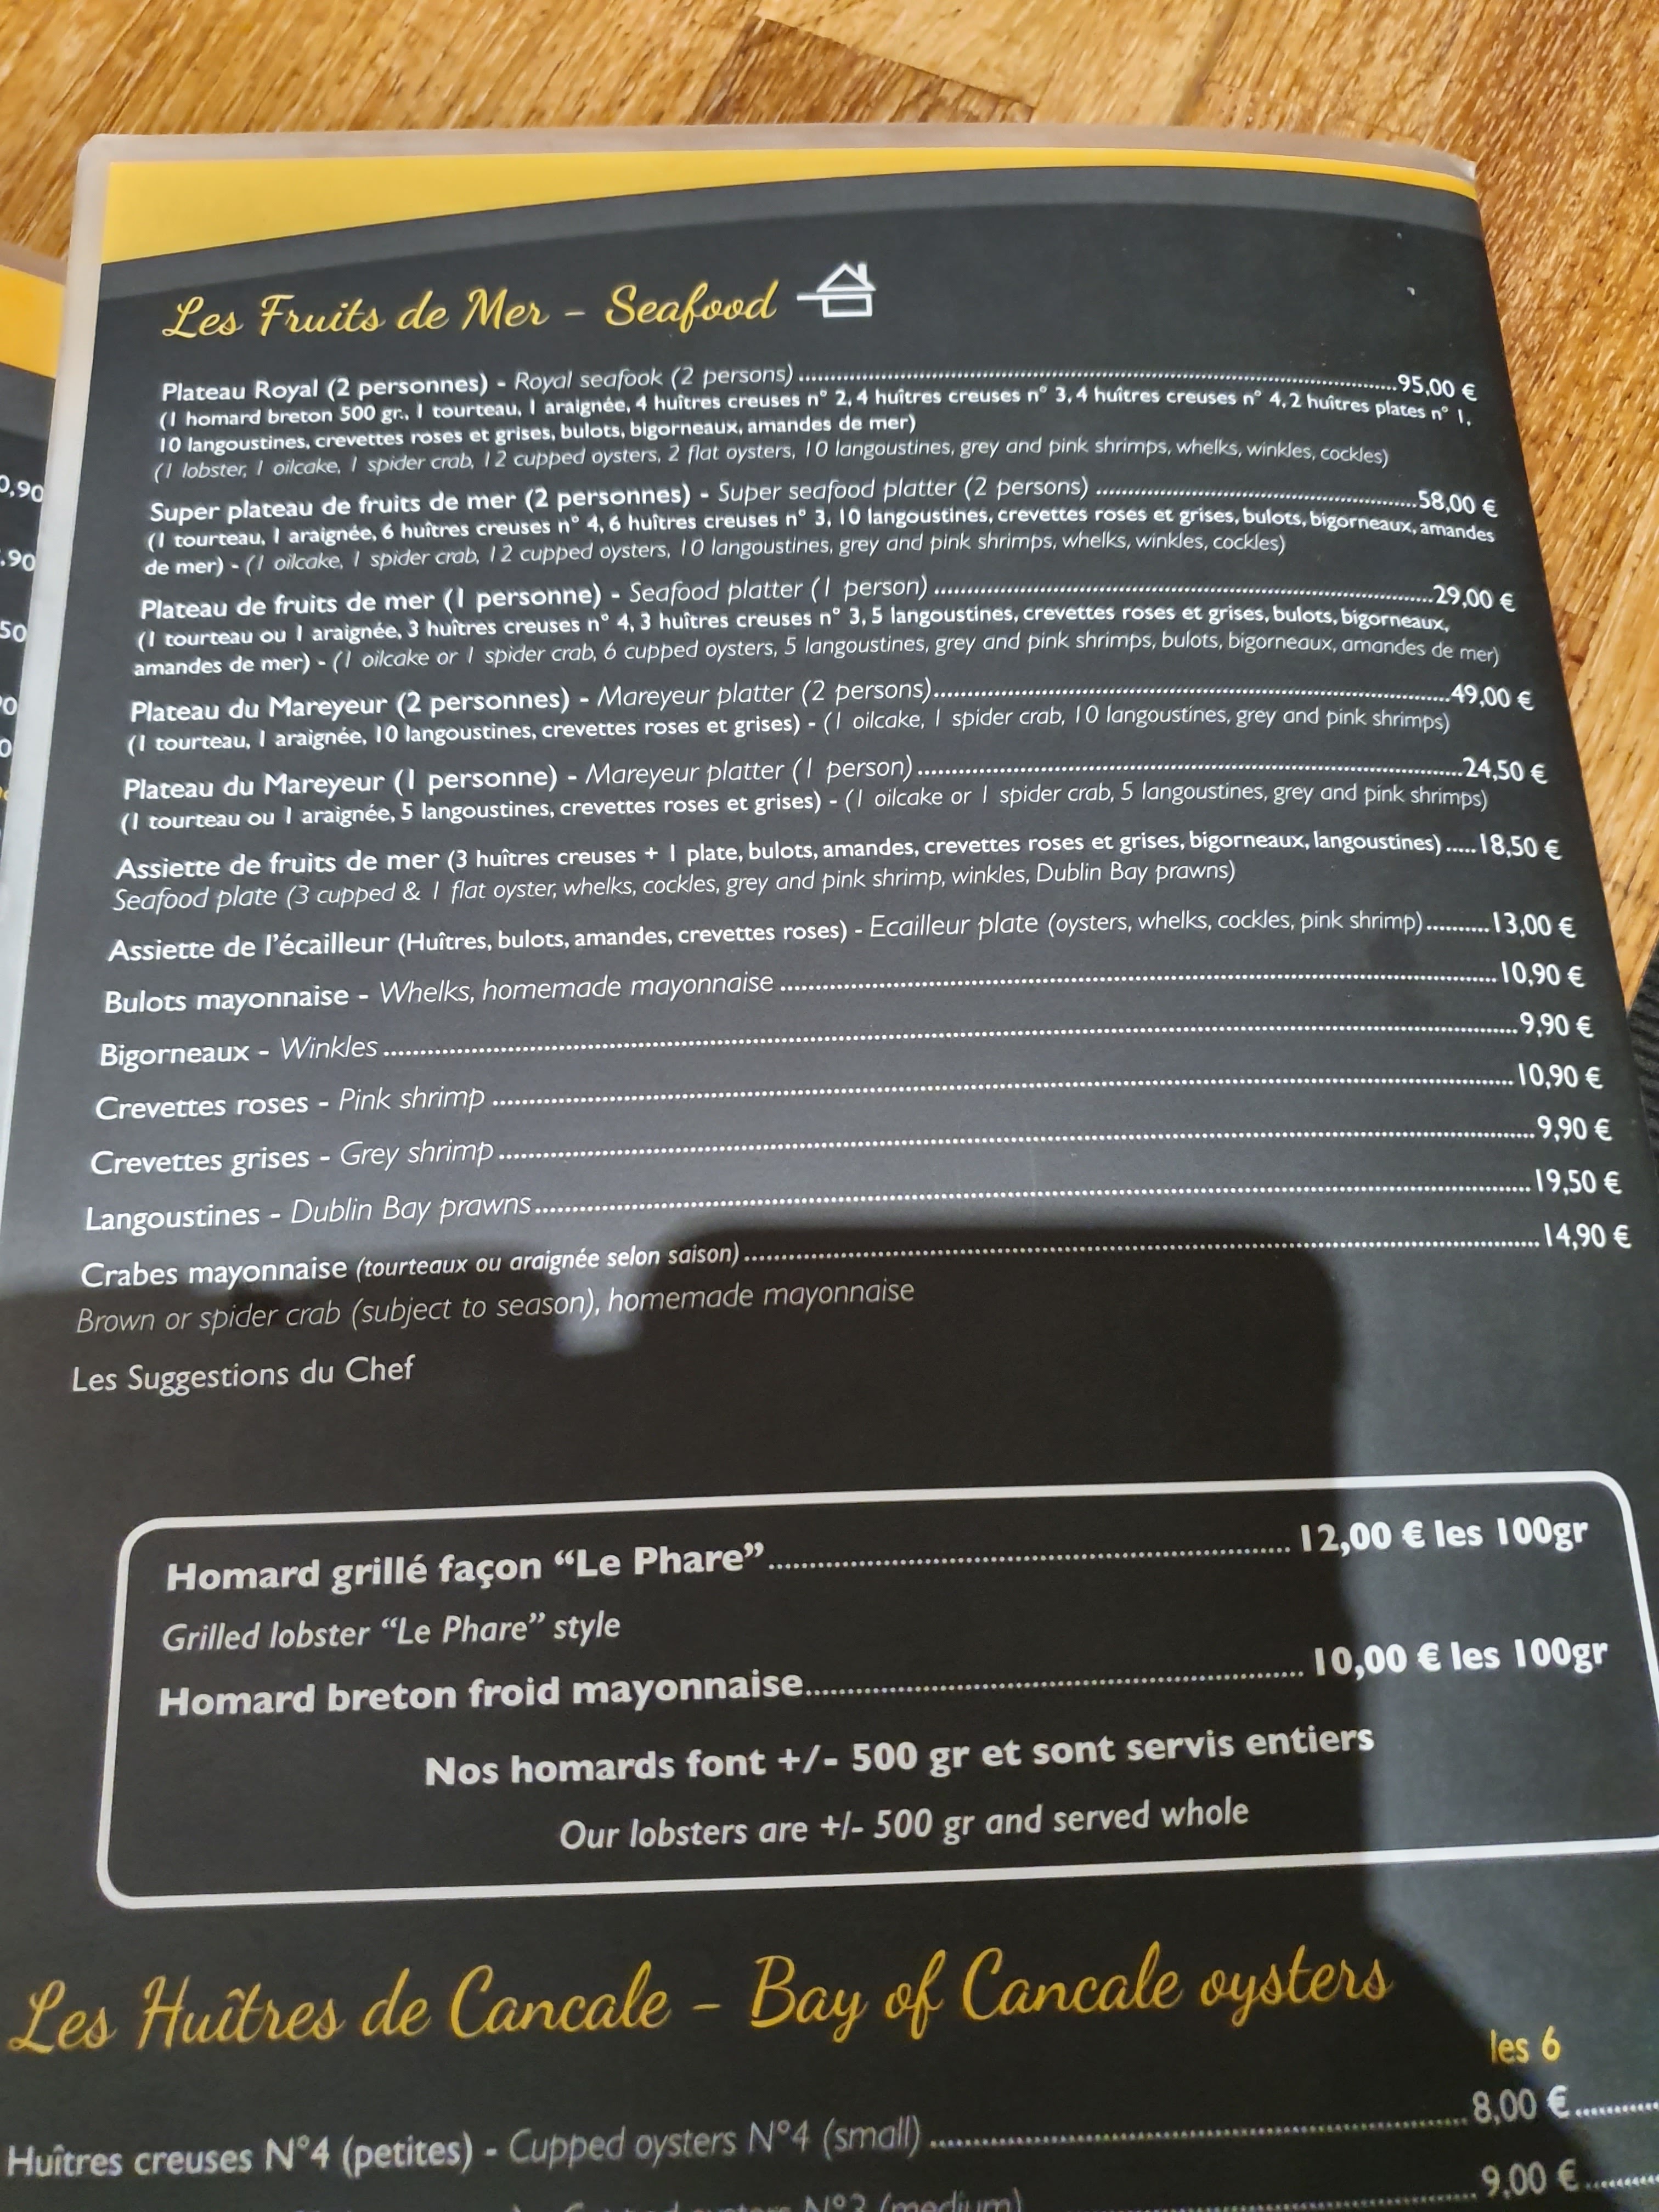 Les Fruits de Mer - Seafood
Plateau Royal (2 personnes) - Royal seafook (2 persons) 95,00 €
(1 homard breton 500 gr., 1 tourteau, 1 araignée, 4 huîtres creuses n° 2, 4 huîtres creuses n° 3, 4 huîtres creuses n° 4, 2 huîtres plates n° 1,
10 langoustines, crevettes roses et grises, bulots, bigorneaux, amandes de mer)
(1 lobster, 1 oilcake, 1 spider crab, 12 cupped oysters, 2 flat oysters, 10 langoustines, grey and pink shrimps, whelks, winkles, cockles)
Super plateau de fruits de mer (2 personnes) - Super seafood platter (2 persons) 58,00 €
(1 tourteau, 1 araignée, 6 huîtres creuses n° 4, 6 huîtres creuses n° 3, 10 langoustines, crevettes roses et grises, bulots, bigorneaux, amandes
de mer) - (1 oilcake, 1 spider crab, 12 cupped oysters, 10 langoustines, grey and pink shrimps, whelks, winkles, cockles)
Plateau de fruits de mer (1 personne) - Seafood platter (1 person) 29,00 €
(1 tourteau ou 1 araignée, 3 huîtres creuses n° 4, 3 huîtres creuses n° 3, 5 langoustines, crevettes roses et grises, bulots, bigorneaux,
amandes de mer) - (1 oilcake or 1 spider crab, 6 cupped oysters, 5 langoustines, grey and pink shrimps, bulots, bigorneaux, amandes de mer)
Plateau du Mareyeur (2 personnes) - Mareyeur platter (2 persons) 49,00 €
(1 tourteau, 1 araignée, 10 langoustines, crevettes roses et grises) - (1 oilcake, 1 spider crab, 10 langoustines, grey and pink shrimps)
Plateau du Mareyeur (1 personne) - Mareyeur platter (1 person) 24,50 €
(1 tourteau ou 1 araignée, 5 langoustines, crevettes roses et grises) - (1 oilcake or 1 spider crab, 5 langoustines, grey and pink shrimps)
Assiette de fruits de mer (3 huîtres creuses + 1 plate, bulots, amandes, crevettes roses et grises, bigorneaux, langoustines) 18,50 €
Seafood plate (3 cupped & 1 flat oyster, whelks, cockles, grey and pink shrimp, winkles, Dublin Bay prawns)
Assiette de l'écailleur (Huîtres, bulots, amandes, crevettes roses) - Ecailleur plate (oysters, whelks, cockles, pink shrimp) 13,00 €
Bulots mayonnaise - Whelks, homemade mayonnaise 10,90 €
Bigorneaux - Winkles 9,90 €
Crevettes roses - Pink shrimp 10,90 €
Crevettes grises - Grey shrimp 9,90 €
Langoustines - Dublin Bay prawns 19,50 €
Crabes mayonnaise (tourteaux ou araignée selon saison) 14,90 €
Brown or spider crab (subject to season), homemade mayonnaise
Les Suggestions du Chef
Homard grillé façon “Le Phare” 12,00 € les 100gr
Grilled lobster “Le Phare” style
Homard breton froid mayonnaise 10,00 € les 100gr
Nos homards font +/- 500 gr et sont servis entiers
Our lobsters are +/- 500 gr and served whole
Les Huîtres de Cancale - Bay of Cancale oysters
les 6
Huîtres creuses N°4 (petites) - Cupped oysters N°4 (small) 8,00 €
N°3 (medium) 9,00 €